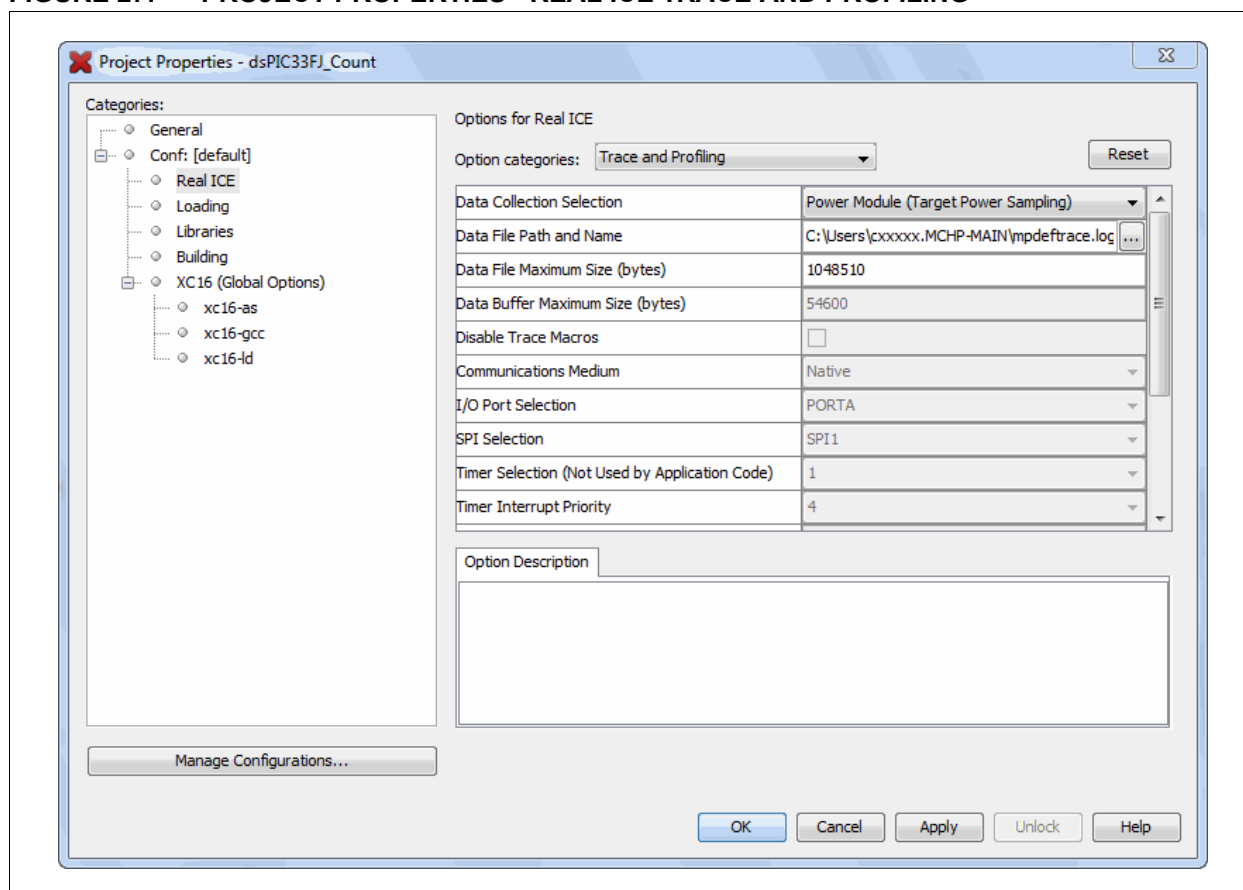 Project Properties - dsPIC33FJ_Count
Categories:
General
Conf: [default]
Real ICE
Loading
Libraries
Building
XC16 (Global Options)
xc16-as
xc16-gcc
xc16-ld
Manage Configurations...
Options for Real ICE
Option categories: Trace and Profiling Reset
Data Collection Selection Power Module (Target Power Sampling)
Data File Path and Name C:\Users\cxxxxx.MCHP-MAIN\mpdeftrace.log ...
Data File Maximum Size (bytes) 1048510
Data Buffer Maximum Size (bytes) 54600
Disable Trace Macros
Communications Medium Native
I/O Port Selection PORTA
SPI Selection SPI1
Timer Selection (Not Used by Application Code) 1
Timer Interrupt Priority 4
Option Description
OK Cancel Apply Unlock Help